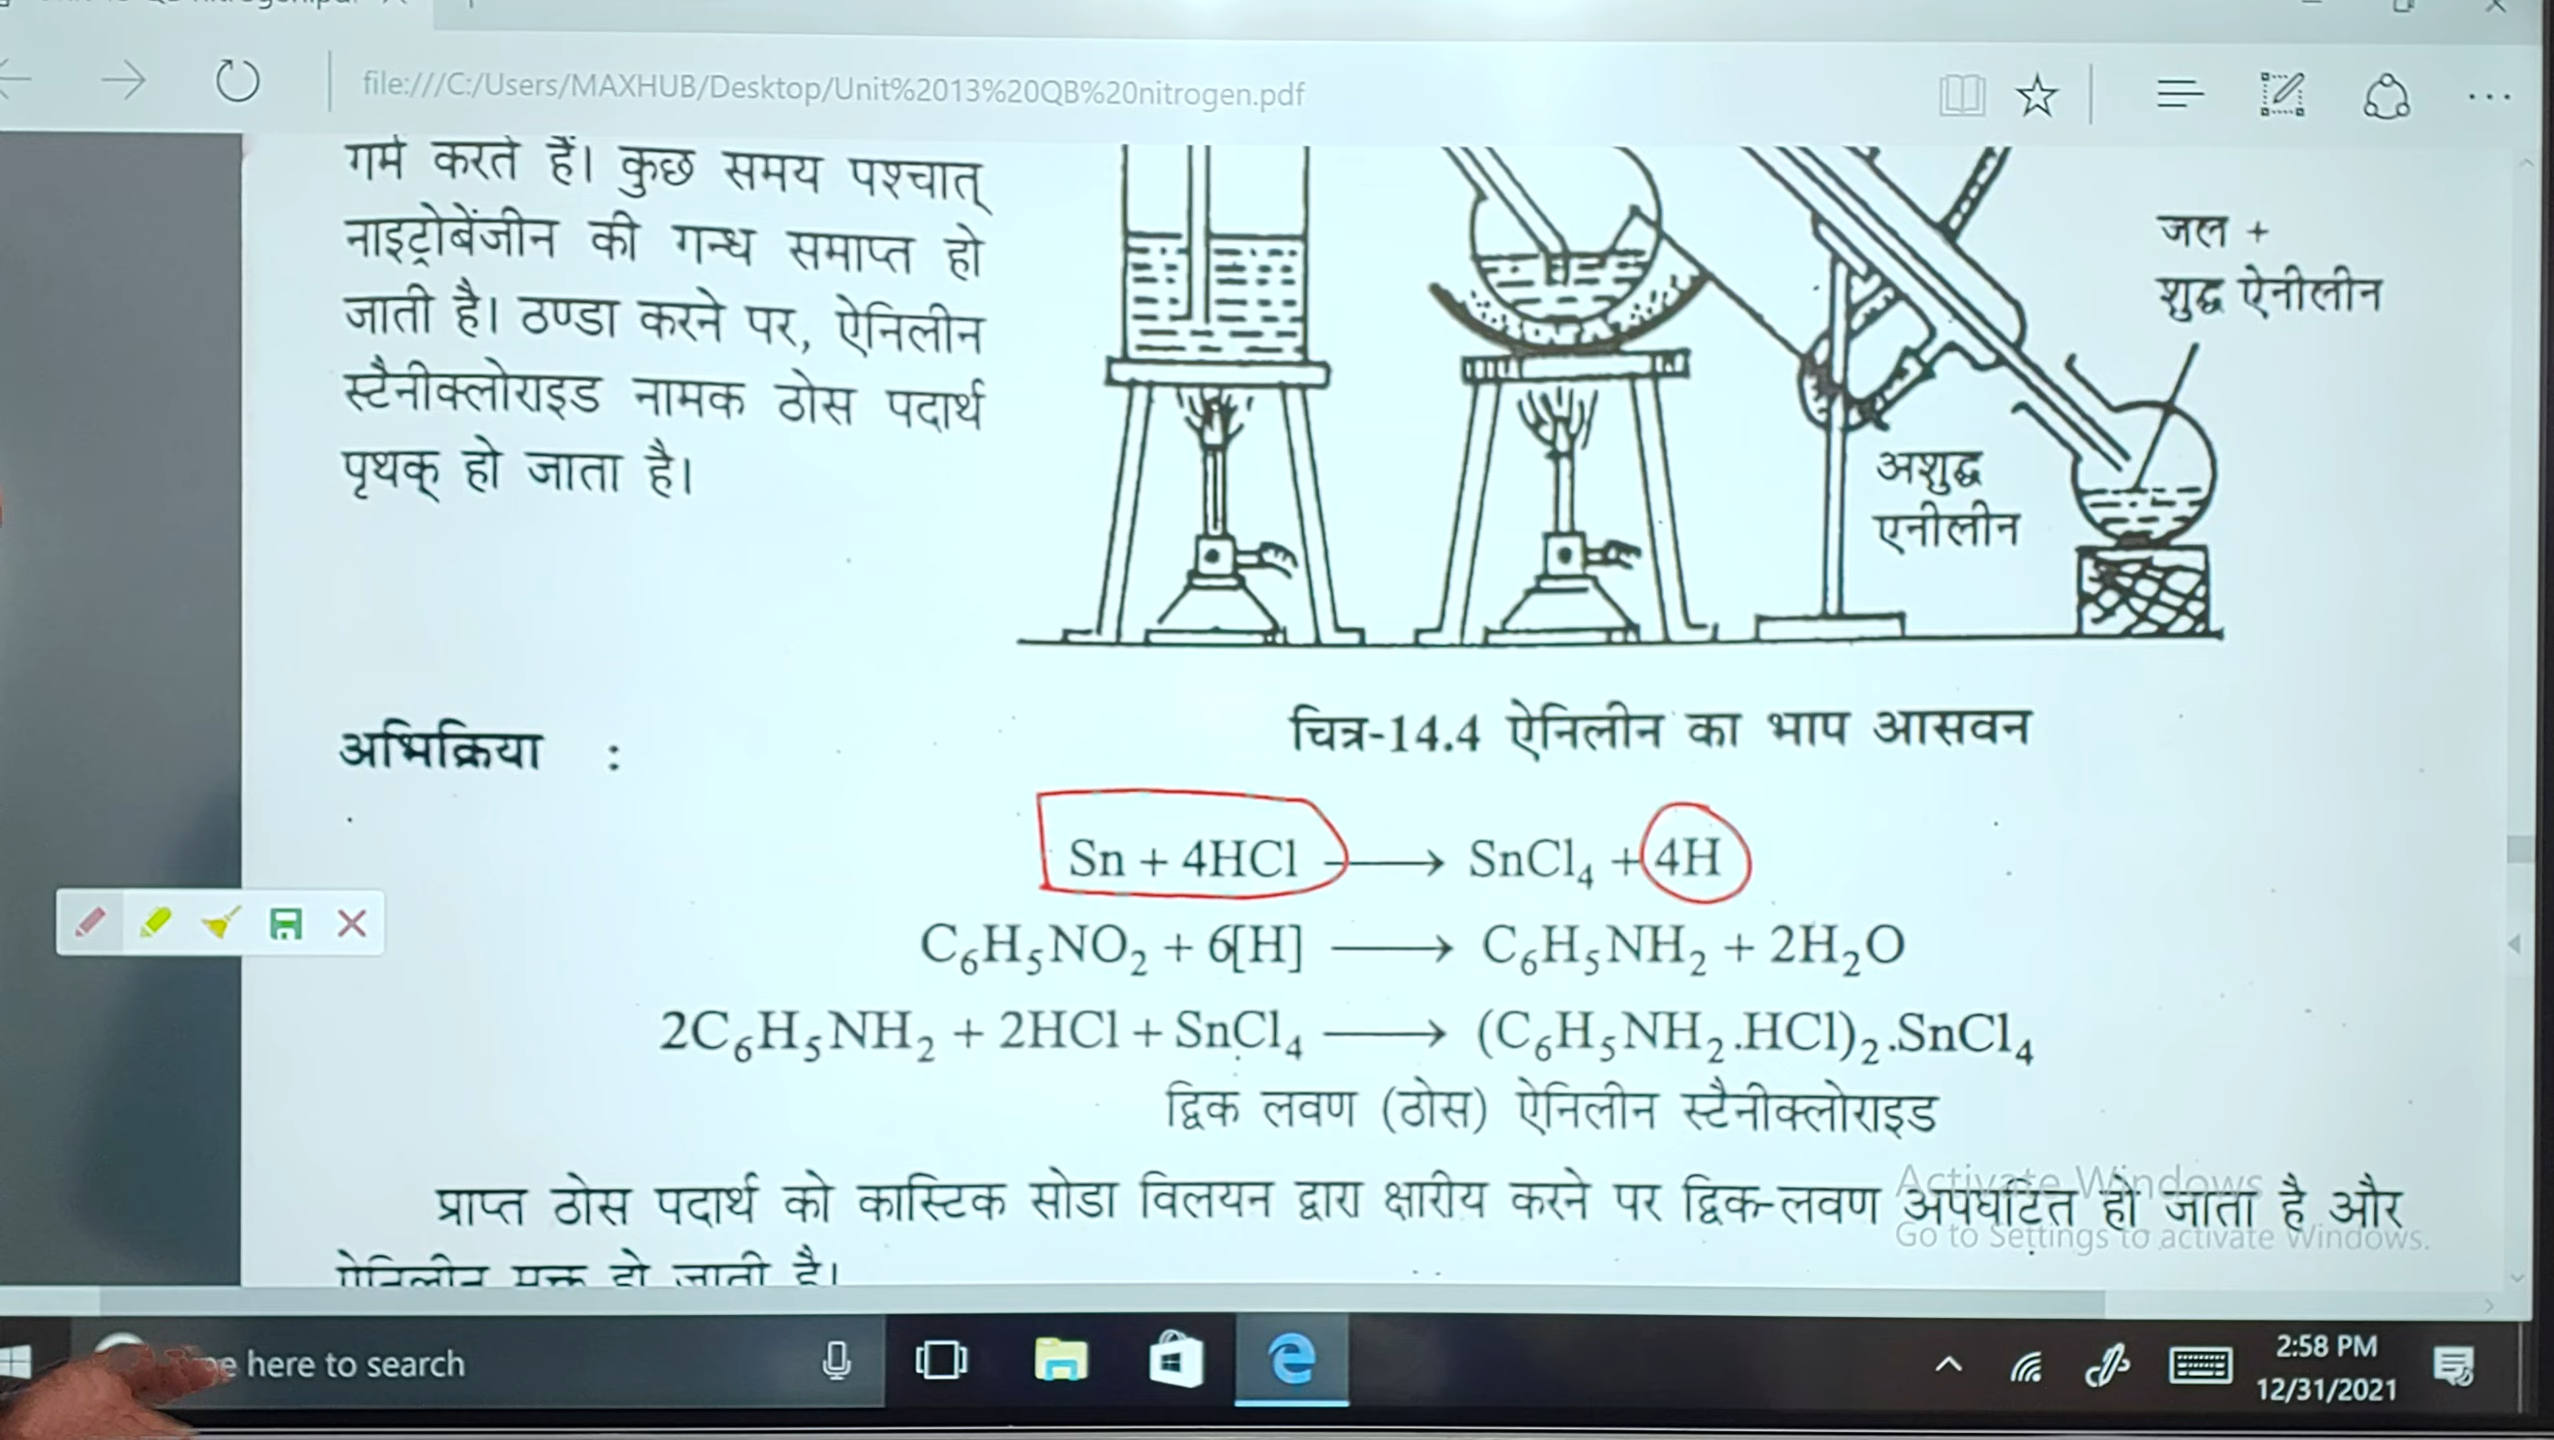 file:///C:/Users/MAXHUB/Desktop/Unit%2013%20QB%20nitrogen.pdf
गर्म करते हैं। कुछ समय पश्चात्
नाइट्रोबेंजीन की गन्ध समाप्त हो
जाती है। ठण्डा करने पर, ऐनिलीन
स्टैनीक्लोराइड नामक ठोस पदार्थ
पृथक् हो जाता है।
जल +
शुद्ध ऐनीलीन
अशुद्ध
एनीलीन
चित्र-14.4 ऐनिलीन का भाप आसवन
अभिक्रिया :
Sn + 4HCl ⟶ SnCl₄ + 4H
C₆H₅NO₂ + 6[H] ⟶ C₆H₅NH₂ + 2H₂O
2C₆H₅NH₂ + 2HCl + SnCl₄ ⟶ (C₆H₅NH₂.HCl)₂.SnCl₄
द्विक लवण (ठोस) ऐनिलीन स्टैनीक्लोराइड
प्राप्त ठोस पदार्थ को कास्टिक सोडा विलयन द्वारा क्षारीय करने पर द्विक-लवण अपघटित हो जाता है और
ऐनिलीन मुक्त हो जाती है।
Activate Windows
Go to Settings to activate Windows.
here to search
2:58 PM
12/31/2021